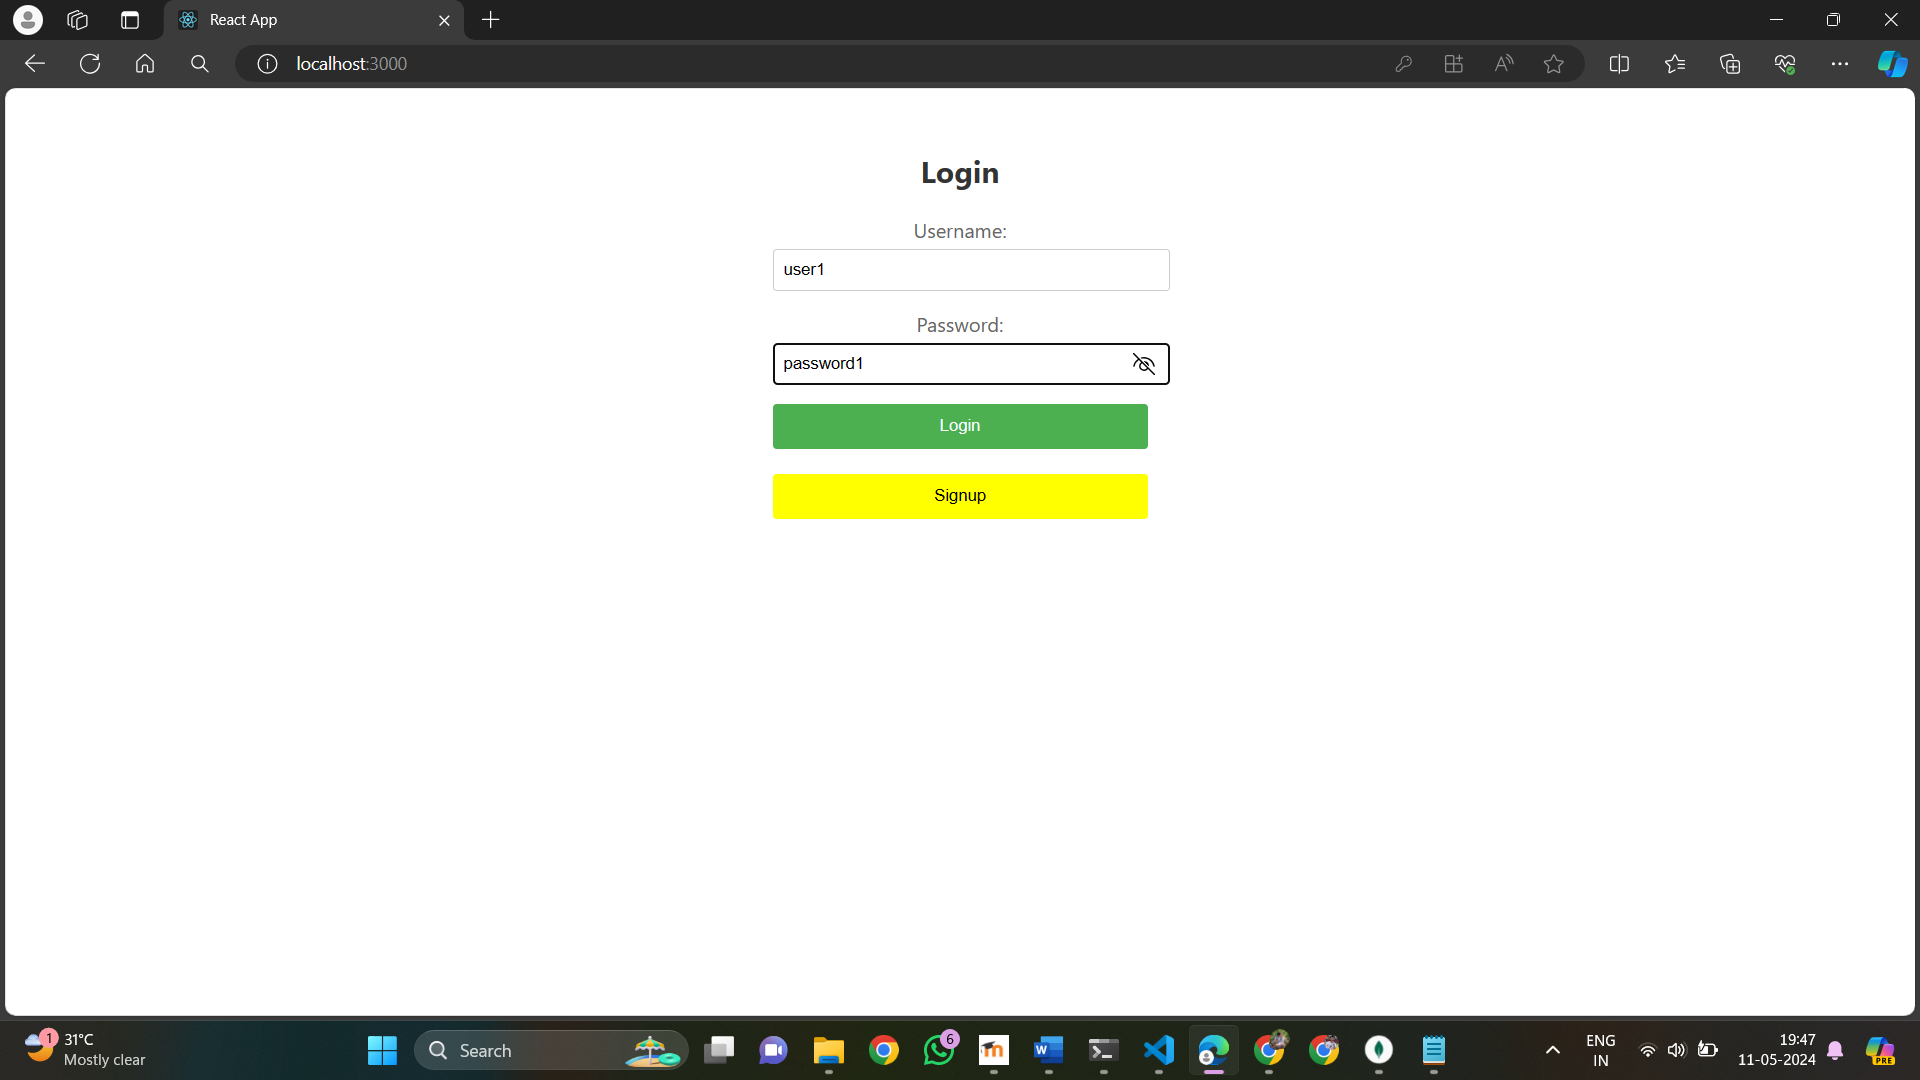 React App
localhost:3000
Login
Username:
user1
Password:
password1
Login
Signup
1
31°C
Mostly clear
Search
6
ENG
IN
19:47
11-05-2024
PRE